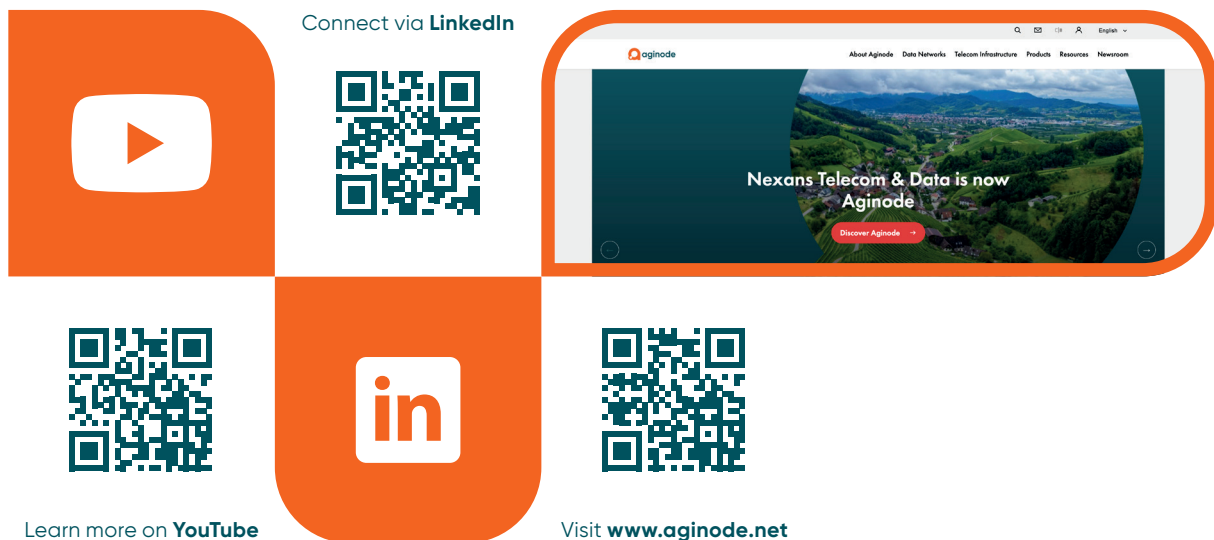 Connect via LinkedIn
English
aginode
About Aginode Data Networks Telecom Infrastructure Products Resources Newsroom
Nexans Telecom & Data is now
Aginode
Discover Aginode →
in
Learn more on YouTube
Visit www.aginode.net